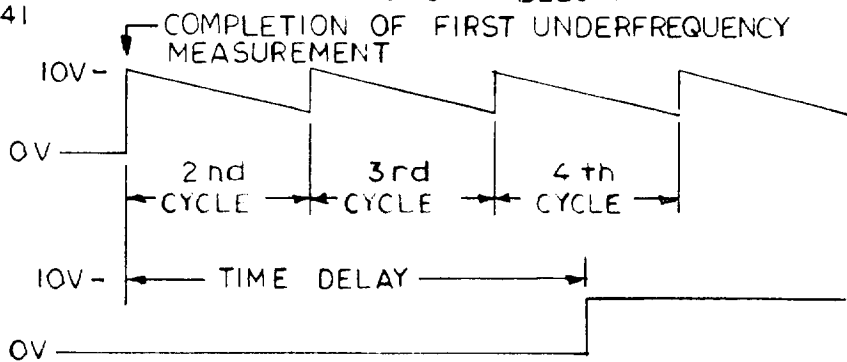 41
COMPLETION OF FIRST UNDERFREQUENCY
MEASUREMENT
10V-
0V
2nd CYCLE
3rd CYCLE
4th CYCLE
10V-
TIME DELAY
0V